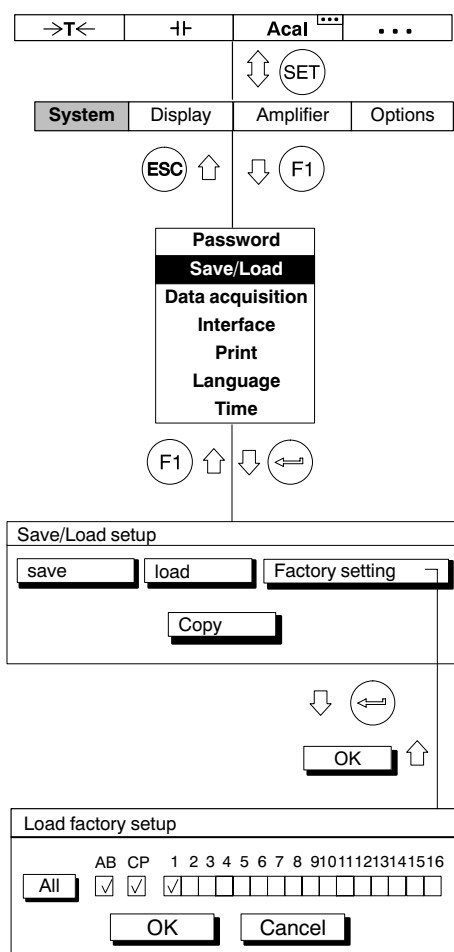 →T← ⊣⊢ Acal ... ...
SET
System Display Amplifier Options
ESC F1
Password
Save/Load
Data acquisition
Interface
Print
Language
Time
F1
Save/Load setup
save load Factory setting
Copy
OK
Load factory setup
AB CP 1 2 3 4 5 6 7 8 910111213141516
All √ √ √
OK Cancel